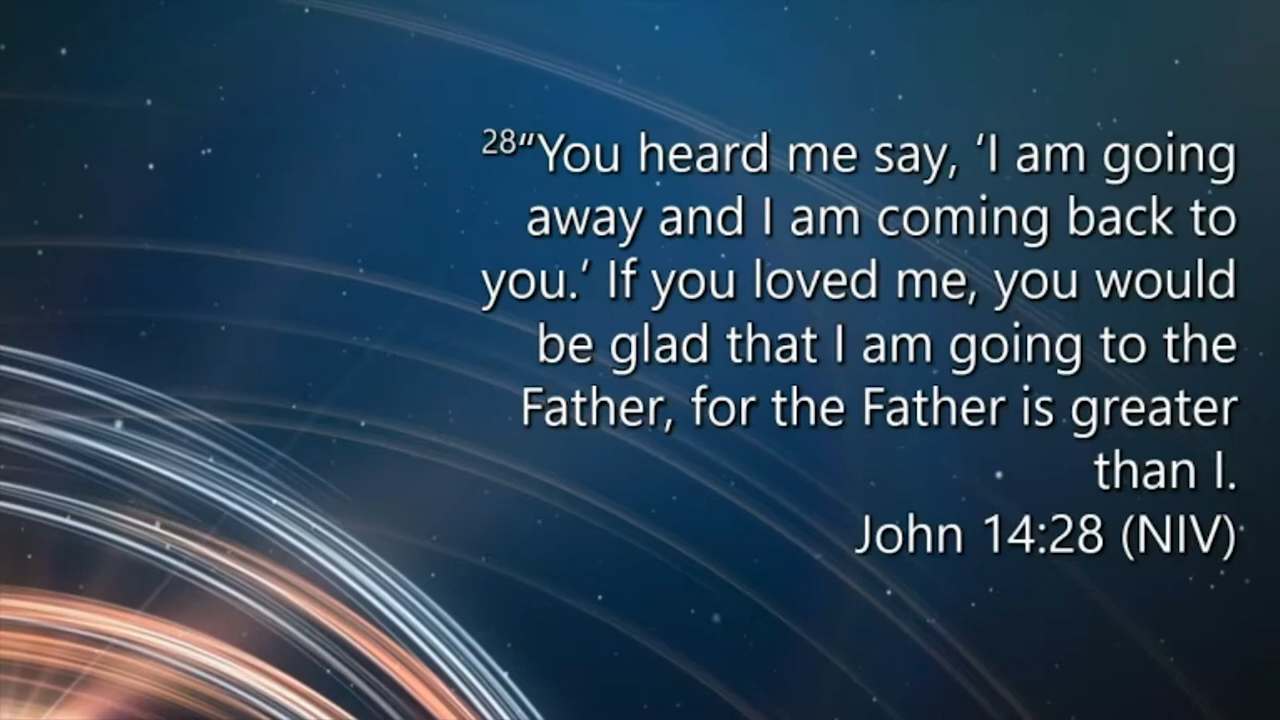 28“You heard me say, ‘I am going
away and I am coming back to
you.’ If you loved me, you would
be glad that I am going to the
Father, for the Father is greater
than I.
John 14:28 (NIV)